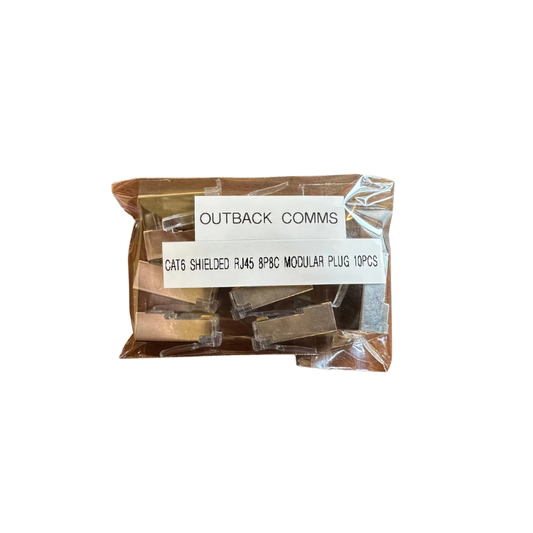 OUTBACK COMMS
CAT6 SHIELDED RJ45 8P8C MODULAR PLUG 10PCS